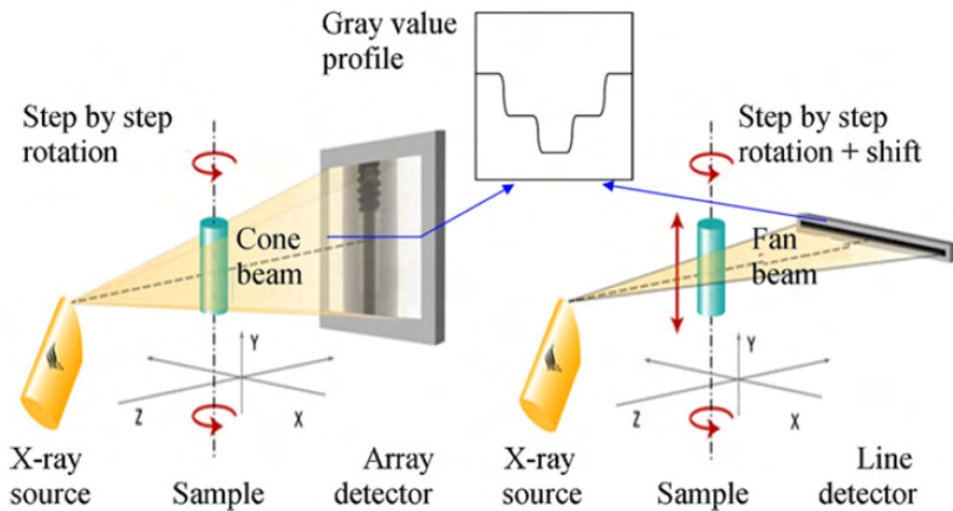 Gray value
profile
Step by step
rotation
Step by step
rotation + shift
Cone
beam
Fan
beam
Y
Z
X
Y
Z
X
X-ray
source
Sample
Array
detector
X-ray
source
Sample
Line
detector